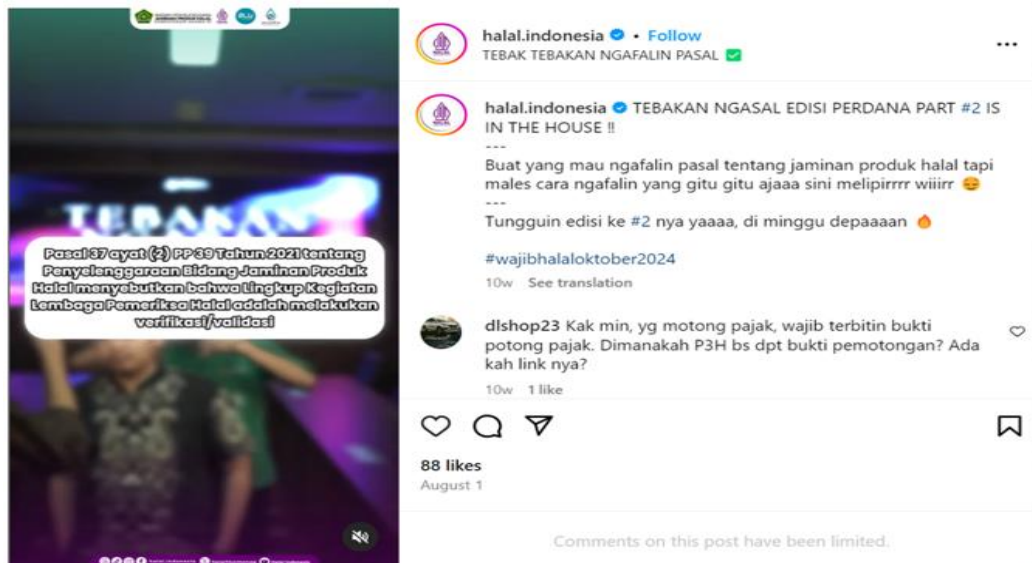 TEBAKAN
Pasal 37 ayat (2) PP 39 Tahun 2021 tentang
Penyelenggaraan Bidang Jaminan Produk
Halal menyebutkan bahwa Lingkup Kegiatan
Lembaga Pemeriksa Halal adalah melakukan
verifikasi/validasi
halal.indonesia • Follow
TEBAK TEBAKAN NGAFALIN PASAL ✅
halal.indonesia TEBAKAN NGASAL EDISI PERDANA PART #2 IS
IN THE HOUSE ‼
---
Buat yang mau ngafalin pasal tentang jaminan produk halal tapi
males cara ngafalin yang gitu gitu ajaaa sini melipirrrr wiiirr 😌
---
Tungguin edisi ke #2 nya yaaaa, di minggu depaaaan 🔥
#wajibhalaloktober2024
10w See translation
dlshop23 Kak min, yg motong pajak, wajib terbitin bukti
potong pajak. Dimanakah P3H bs dpt bukti pemotongan? Ada
kah link nya?
10w 1 like
88 likes
August 1
Comments on this post have been limited.